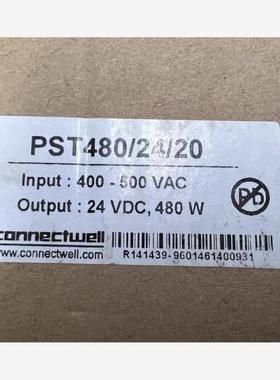 PST480/24/20
Input : 400 - 500 VAC
Output : 24 VDC, 480 W
Pb
connectwell
www.connectwell.com
R141439-9601461400931